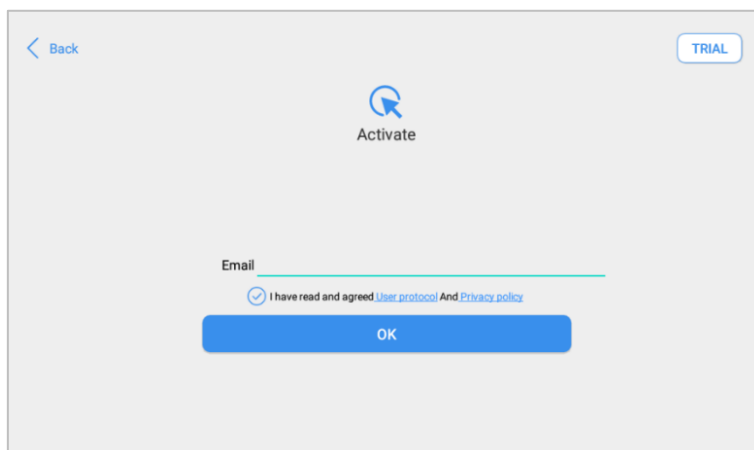 Back
TRIAL
Activate
Email
I have read and agreed User protocol And Privacy policy
OK